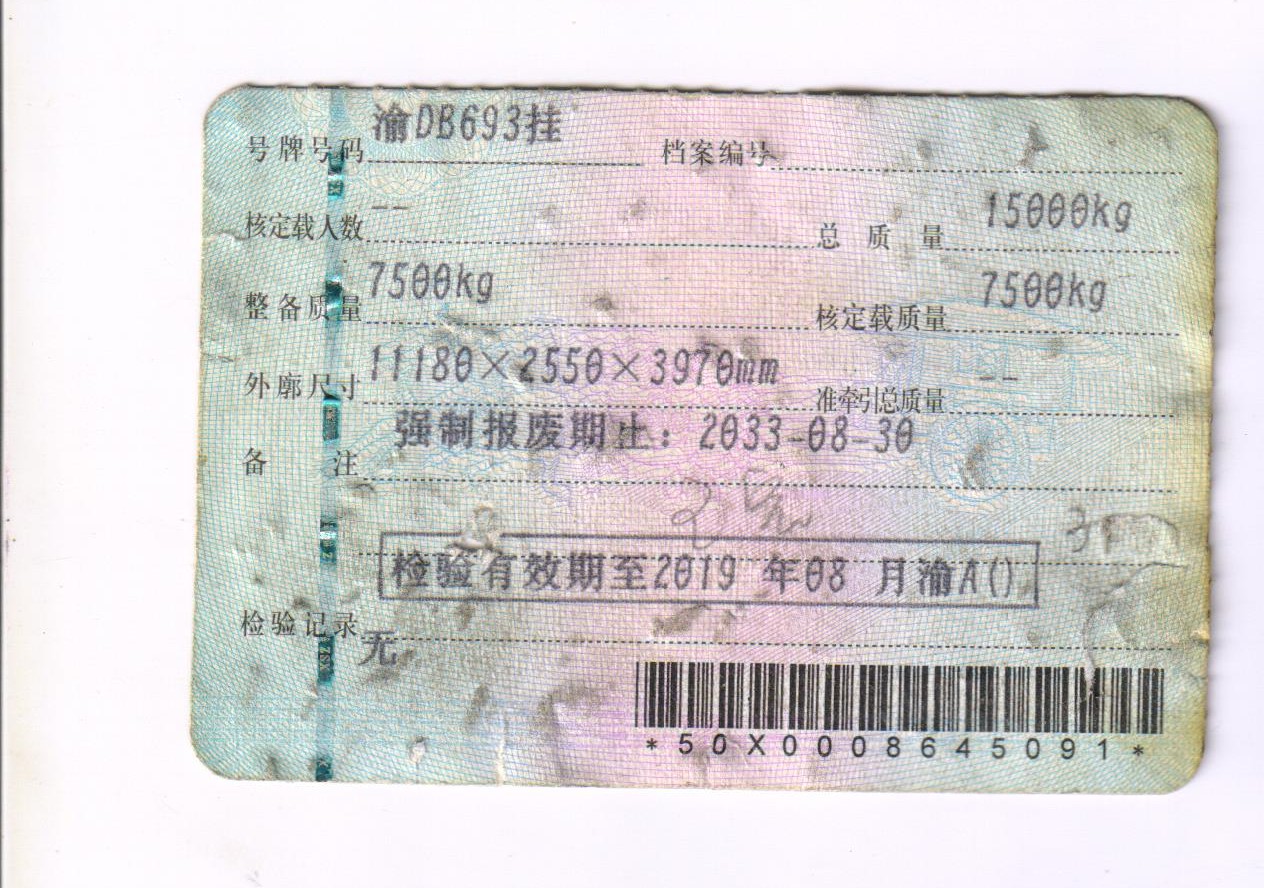 号牌号码 渝DB693挂 档案编号
核定载人数 -- 总质量 15000kg
整备质量 7500kg 核定载质量 7500kg
外廓尺寸 11180×2550×3970mm 准牵引总质量 --
备注 强制报废期止：2033-08-30
检验有效期至2019 年08 月渝A()
检验记录 无
*50X0008645091*